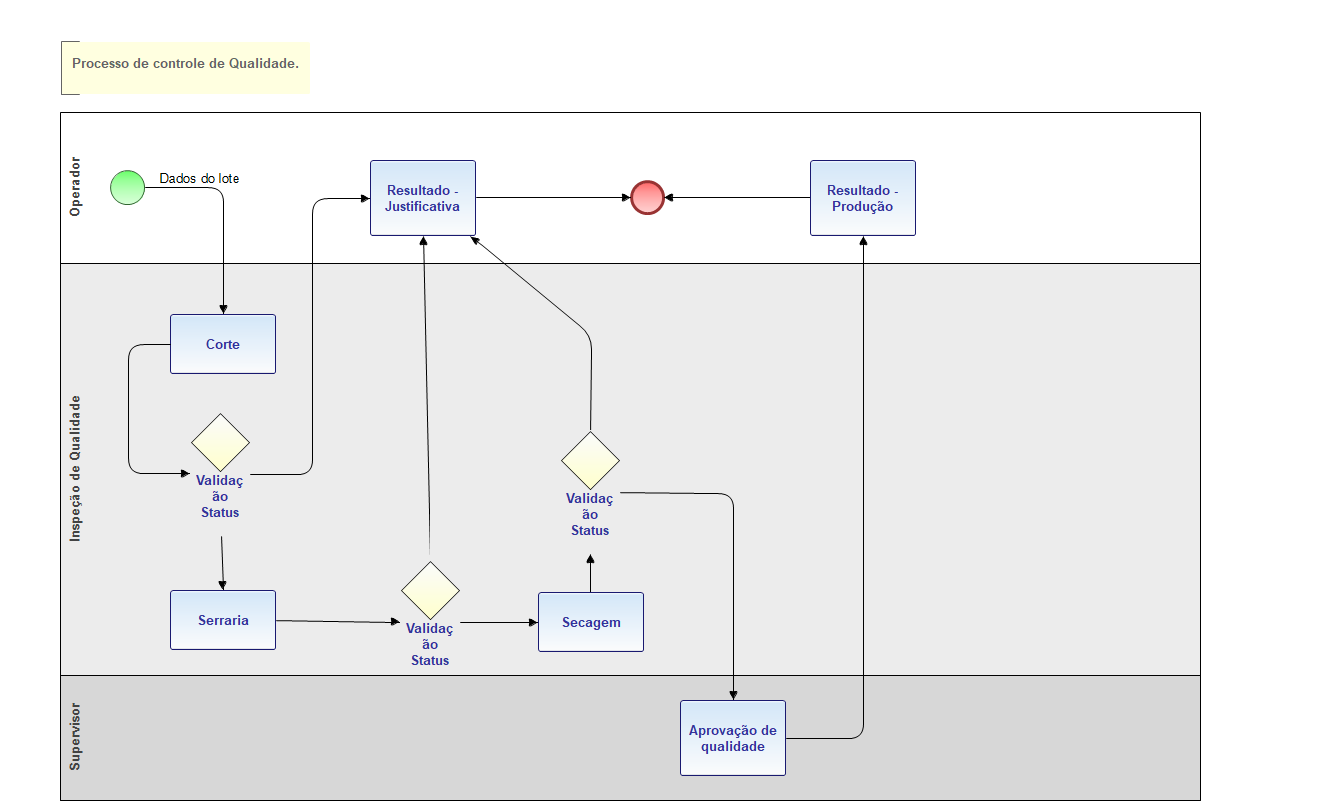 Processo de controle de Qualidade.
Operador
Dados do lote
Resultado -
Justificativa
Resultado -
Produção
Inspeção de Qualidade
Corte
Validaç
ão
Status
Validaç
ão
Status
Serraria
Validaç
ão
Status
Secagem
Supervisor
Aprovação de
qualidade